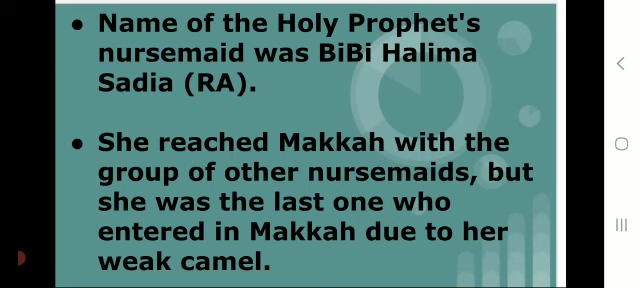 ● Name of the Holy Prophet's
nursemaid was BiBi Halima
Sadia (RA).
● She reached Makkah with the
group of other nursemaids, but
she was the last one who
entered in Makkah due to her
weak camel.